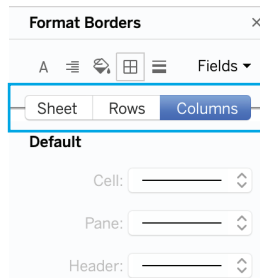 Format Borders
A Fields
Sheet Rows Columns
Default
Cell:
Pane:
Header: